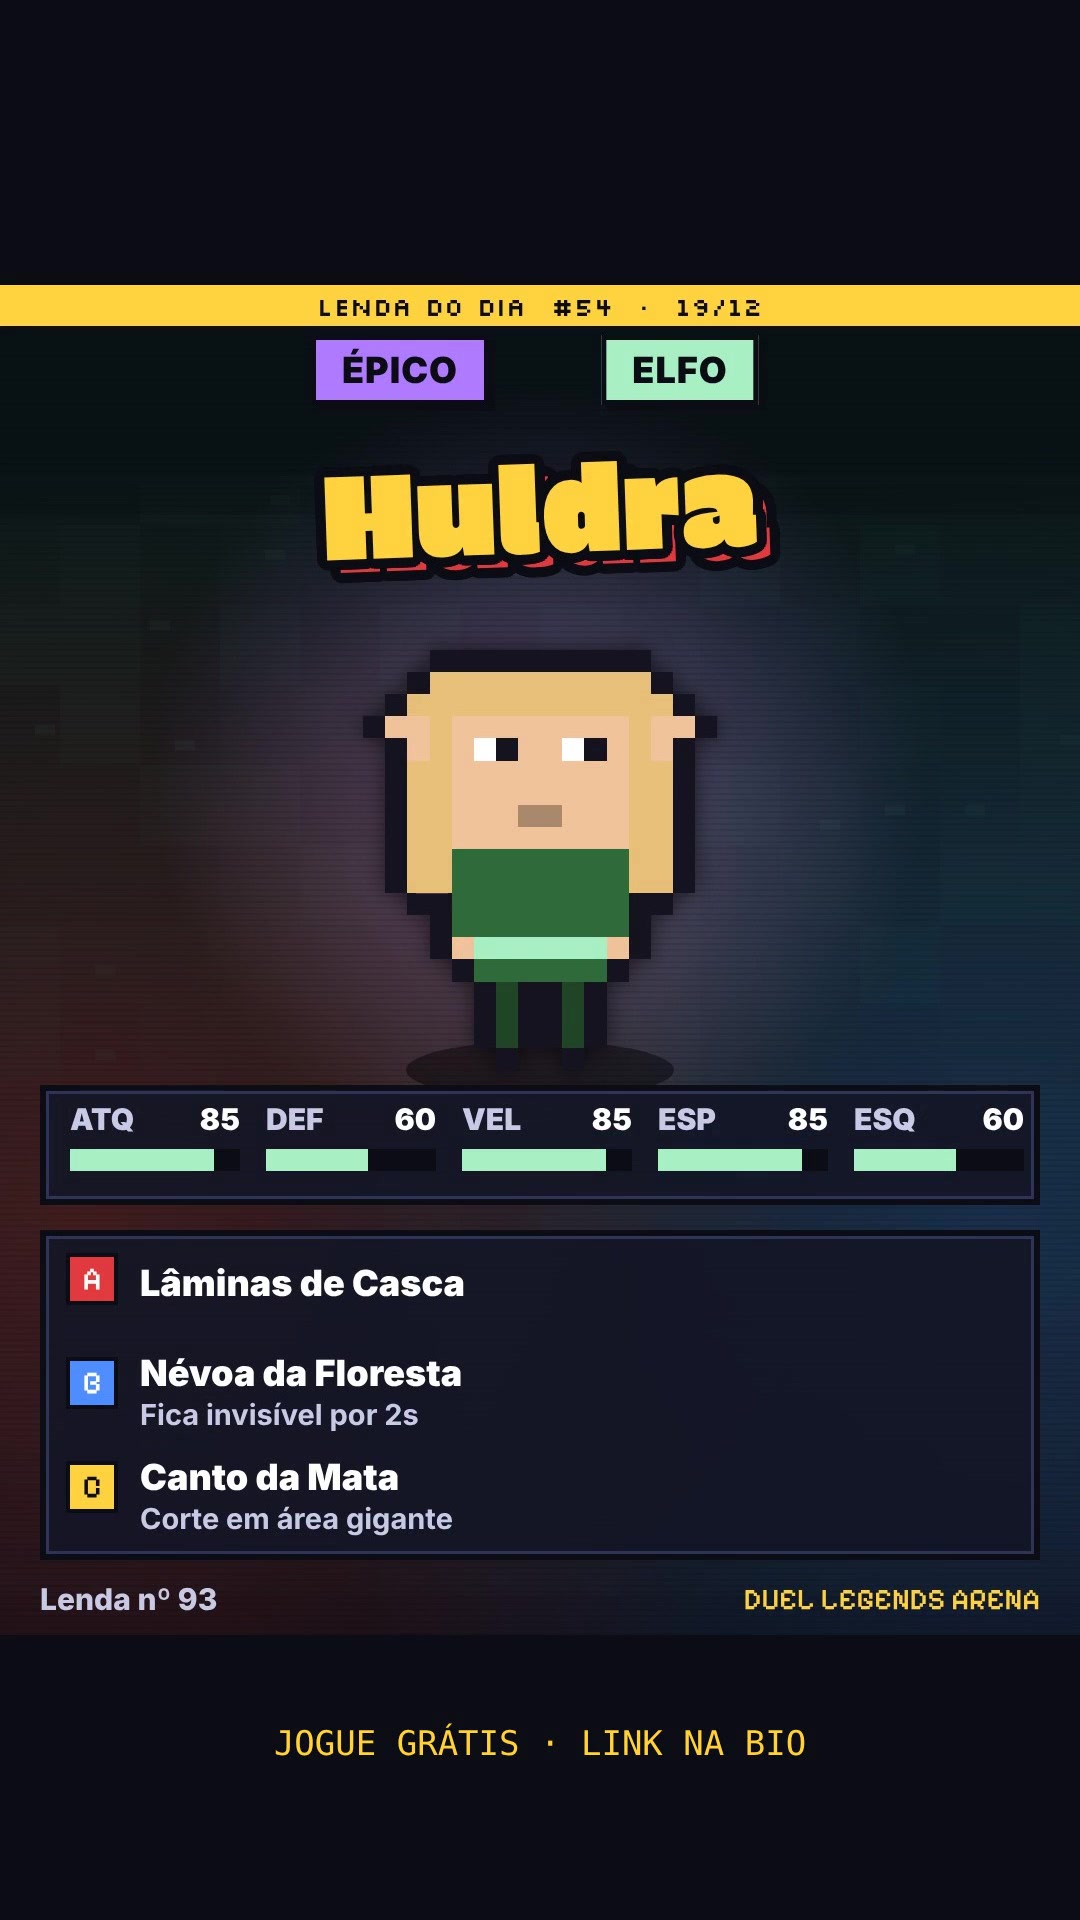 LENDA DO DIA #54 · 19/12
ÉPICO ELFO
Huldra
ATQ 85 DEF 60 VEL 85 ESP 85 ESQ 60
A Lâminas de Casca
B Névoa da Floresta
Fica invisível por 2s
C Canto da Mata
Corte em área gigante
Lenda nº 93 DUEL LEGENDS ARENA
JOGUE GRÁTIS · LINK NA BIO